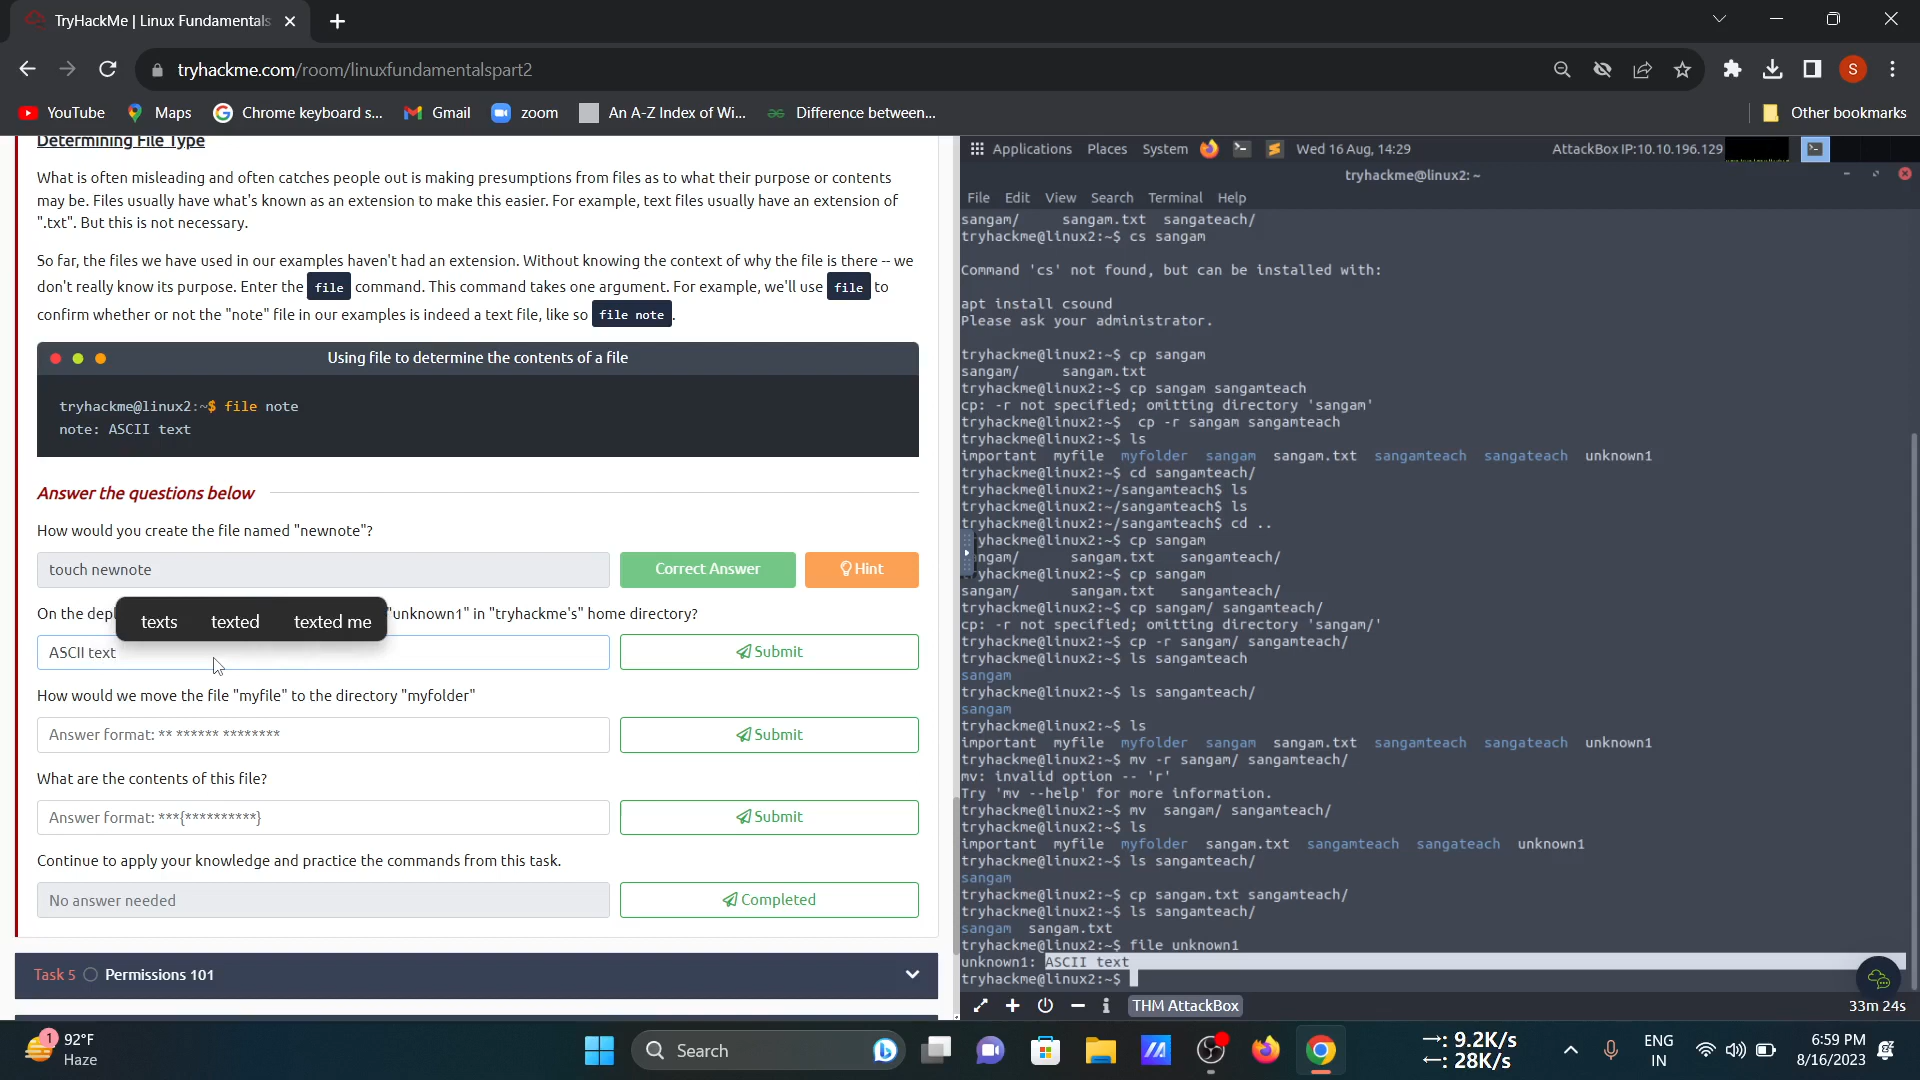 TryHackMe | Linux Fundamentals
tryhackme.com/room/linuxfundamentalspart2
S
YouTube
Maps
Chrome keyboard s...
Gmail
zoom
An A-Z Index of Wi...
Difference between...
Other bookmarks
Determining File Type
What is often misleading and often catches people out is making presumptions from files as to what their purpose or contents
may be. Files usually have what's known as an extension to make this easier. For example, text files usually have an extension of
".txt". But this is not necessary.
So far, the files we have used in our examples haven't had an extension. Without knowing the context of why the file is there -- we
don't really know its purpose. Enter the file command. This command takes one argument. For example, we'll use file to
confirm whether or not the "note" file in our examples is indeed a text file, like so file note.
Using file to determine the contents of a file
tryhackme@linux2:~$ file note
note: ASCII text
Answer the questions below
How would you create the file named "newnote"?
touch newnote
Correct Answer
Hint
On the depl
"unknown1" in "tryhackme's" home directory?
texts texted texted me
ASCII text
Submit
How would we move the file "myfile" to the directory "myfolder"
Answer format: ** ****** ********
Submit
What are the contents of this file?
Answer format: ***{**********}
Submit
Continue to apply your knowledge and practice the commands from this task.
No answer needed
Completed
Task 5 Permissions 101
Applications Places System Wed 16 Aug, 14:29 AttackBox IP:10.10.196.129
tryhackme@linux2: ~
File Edit View Search Terminal Help
sangam/ sangam.txt sangateach/
tryhackme@linux2:~$ cs sangam
Command 'cs' not found, but can be installed with:
apt install csound
Please ask your administrator.
tryhackme@linux2:~$ cp sangam
sangam/ sangam.txt
tryhackme@linux2:~$ cp sangam sangamteach
cp: -r not specified; omitting directory 'sangam'
tryhackme@linux2:~$ cp -r sangam sangamteach
tryhackme@linux2:~$ ls
important myfile myfolder sangam sangam.txt sangamteach sangateach unknown1
tryhackme@linux2:~$ cd sangamteach/
tryhackme@linux2:~/sangamteach$ ls
tryhackme@linux2:~/sangamteach$ ls
tryhackme@linux2:~/sangamteach$ cd ..
yhackme@linux2:~$ cp sangam
ngam/ sangam.txt sangamteach/
yhackme@linux2:~$ cp sangam
sangam/ sangam.txt sangamteach/
tryhackme@linux2:~$ cp sangam/ sangamteach/
cp: -r not specified; omitting directory 'sangam/'
tryhackme@linux2:~$ cp -r sangam/ sangamteach/
tryhackme@linux2:~$ ls sangamteach
sangam
tryhackme@linux2:~$ ls sangamteach/
sangam
tryhackme@linux2:~$ ls
important myfile myfolder sangam sangam.txt sangamteach sangateach unknown1
tryhackme@linux2:~$ mv -r sangam/ sangamteach/
mv: invalid option -- 'r'
Try 'mv --help' for more information.
tryhackme@linux2:~$ mv sangam/ sangamteach/
tryhackme@linux2:~$ ls
important myfile myfolder sangam.txt sangamteach sangateach unknown1
tryhackme@linux2:~$ ls sangamteach/
sangam
tryhackme@linux2:~$ cp sangam.txt sangamteach/
tryhackme@linux2:~$ ls sangamteach/
sangam sangam.txt
tryhackme@linux2:~$ file unknown1
unknown1: ASCII text
tryhackme@linux2:~$
THM AttackBox
33m 24s
1
92°F
Haze
Search
9.2K/s
28K/s
ENG
IN
6:59 PM
8/16/2023